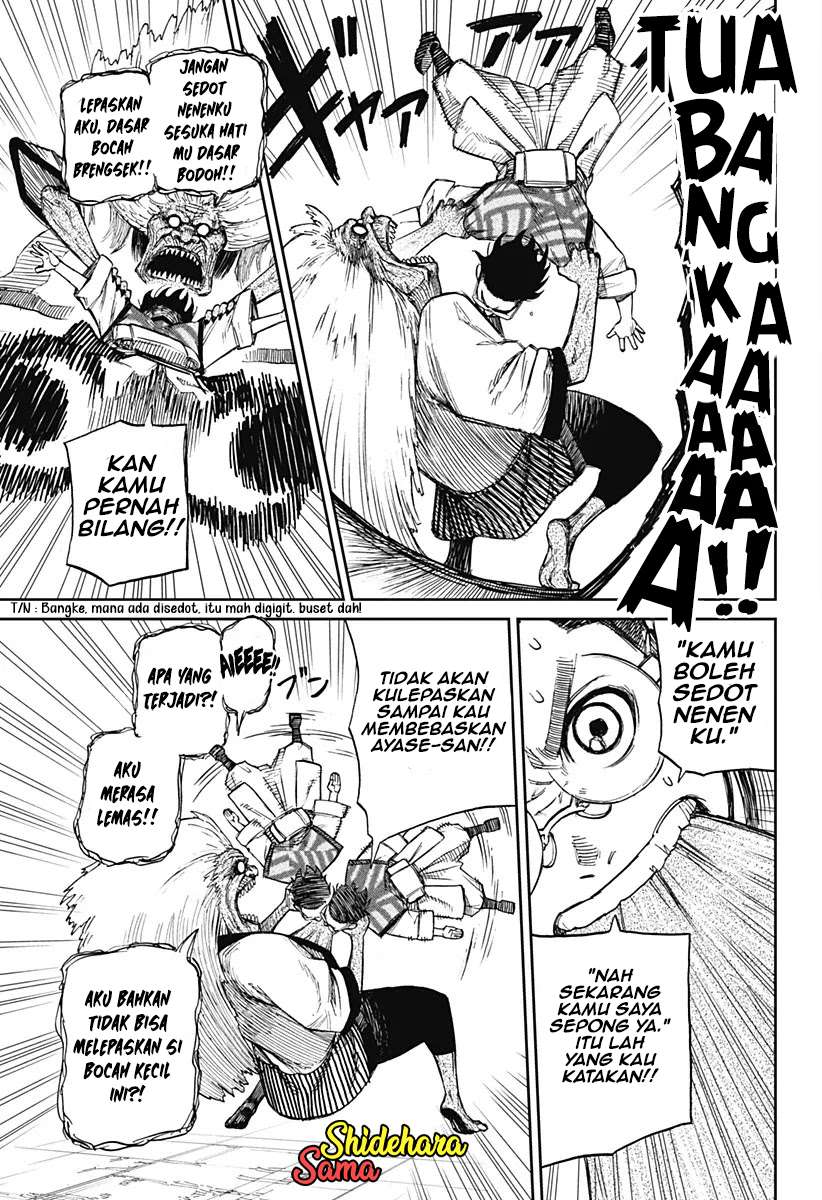 TUA
BA
NG
KA
AAAAA
AAAAA!!
ギャアアアア
JANGAN
SEDOT
NENENKU
SESUKA HATI
MU DASAR
BODOH!!
LEPASKAN
AKU, DASAR
BOCAH
BRENGSEK!!
KAN
KAMU
PERNAH
BILANG!!
T/N : Bangke, mana ada disedot, itu mah digigit, buset dah!
"KAMU
BOLEH
SEDOT
NENEN
KU."
"NAH
SEKARANG
KAMU SAYA
SEPONG YA."
ITU LAH
YANG KAU
KATAKAN!!
TIDAK AKAN
KULEPASKAN
SAMPAI KAU
MEMBEBASKAN
AYASE-SAN!!
AIEEEE!!
ブン
APA YANG
TERJADI?!
AKU
MERASA
LEMAS!!
AKU BAHKAN
TIDAK BISA
MELEPASKAN SI
BOCAH KECIL
INI?!
Shidehara
Sama